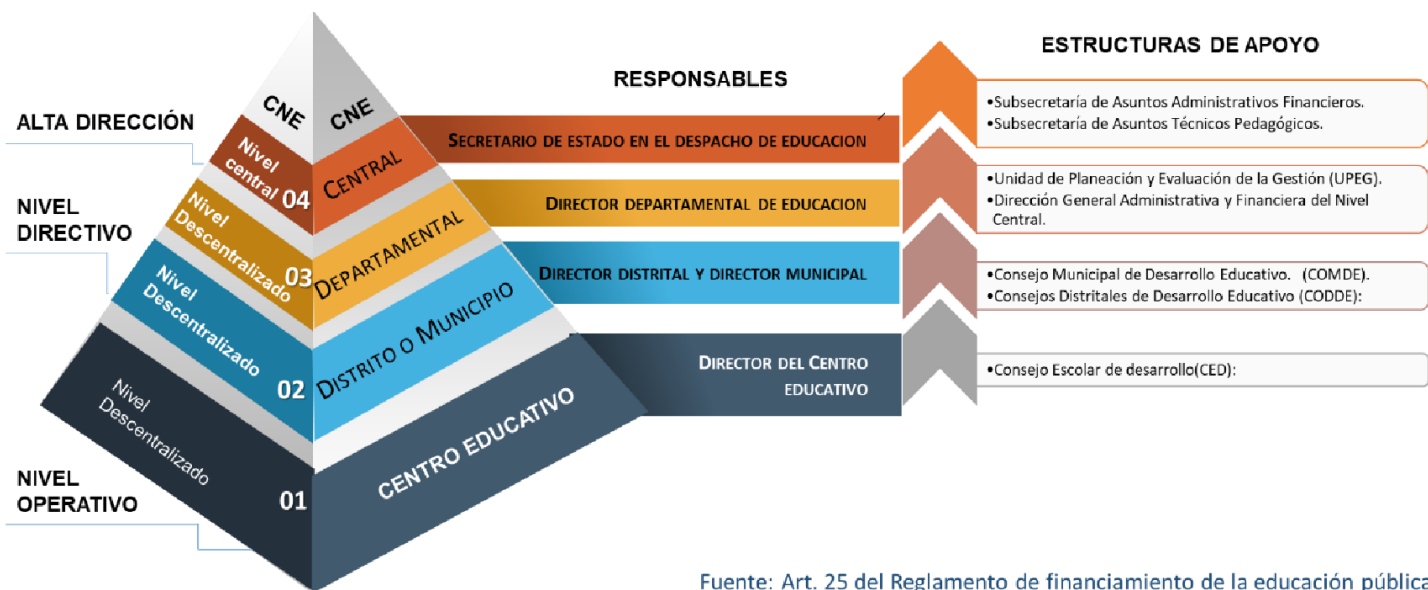 ESTRUCTURAS DE APOYO
RESPONSABLES
CNE
CNE
ALTA DIRECCIÓN
Nivel
central
04
CENTRAL
SECRETARIO DE ESTADO EN EL DESPACHO DE EDUCACION
•Subsecretaría de Asuntos Administrativos Financieros.
•Subsecretaría de Asuntos Técnicos Pedagógicos.
NIVEL
DIRECTIVO
Nivel
Descentralizado
03
DEPARTAMENTAL
DIRECTOR DEPARTAMENTAL DE EDUCACION
•Unidad de Planeación y Evaluación de la Gestión (UPEG).
•Dirección General Administrativa y Financiera del Nivel
Central.
Nivel
Descentralizado
02
DISTRITO O MUNICIPIO
DIRECTOR DISTRITAL Y DIRECTOR MUNICIPAL
•Consejo Municipal de Desarrollo Educativo. (COMDE).
•Consejos Distritales de Desarrollo Educativo (CODDE):
Nivel
Descentralizado
01
CENTRO EDUCATIVO
DIRECTOR DEL CENTRO
EDUCATIVO
•Consejo Escolar de desarrollo(CED):
NIVEL
OPERATIVO
Fuente: Art. 25 del Reglamento de financiamiento de la educación pública